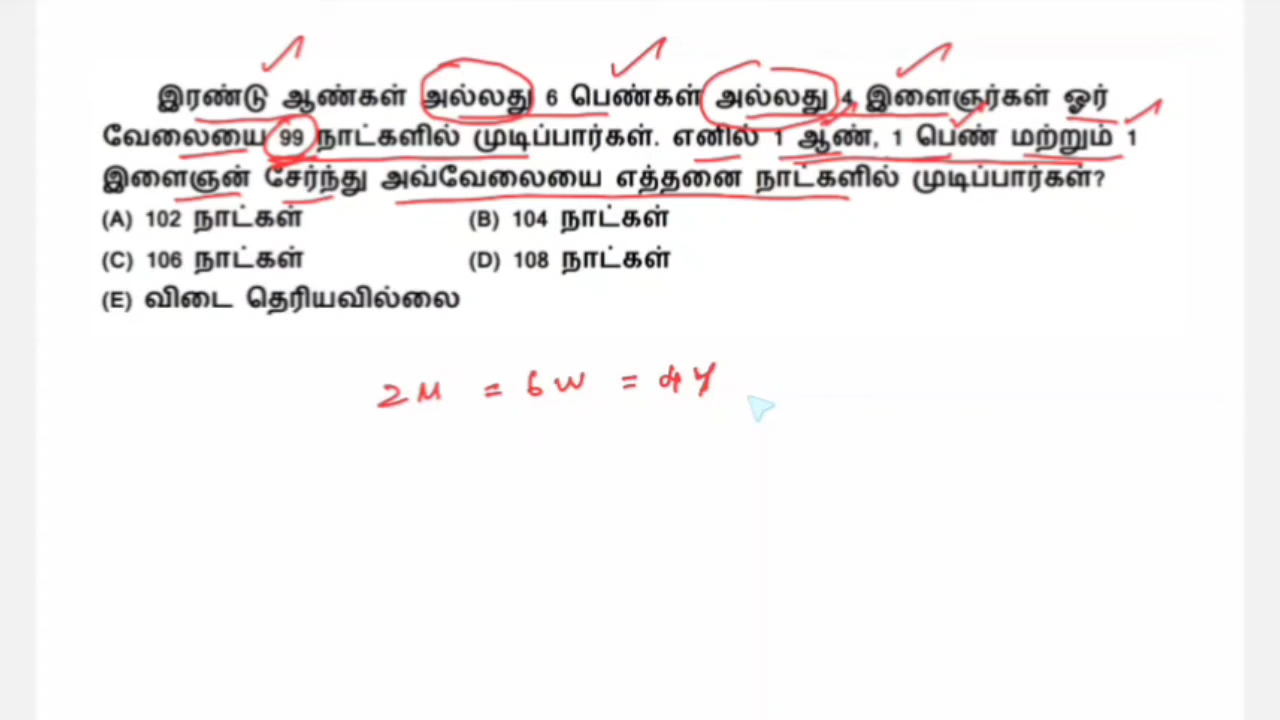 இரண்டு ஆண்கள் அல்லது 6 பெண்கள் அல்லது 4 இளைஞர்கள் ஓர்
வேலையை 99 நாட்களில் முடிப்பார்கள். எனில் 1 ஆண், 1 பெண் மற்றும் 1
இளைஞன் சேர்ந்து அவ்வேலையை எத்தனை நாட்களில் முடிப்பார்கள்?
(A) 102 நாட்கள் (B) 104 நாட்கள்
(C) 106 நாட்கள் (D) 108 நாட்கள்
(E) விடை தெரியவில்லை
2M = 6W = 4Y